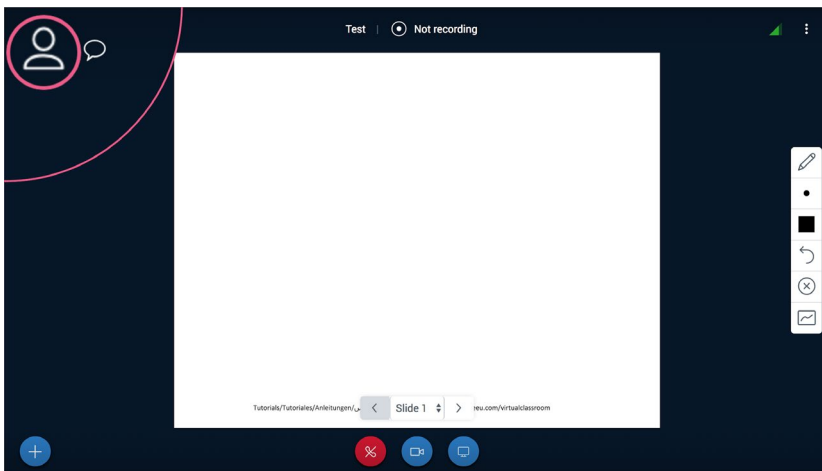 Test
Not recording
Tutorials/Tutoriales/Anleitungen/
Slide 1
eu.com/virtualclassroom